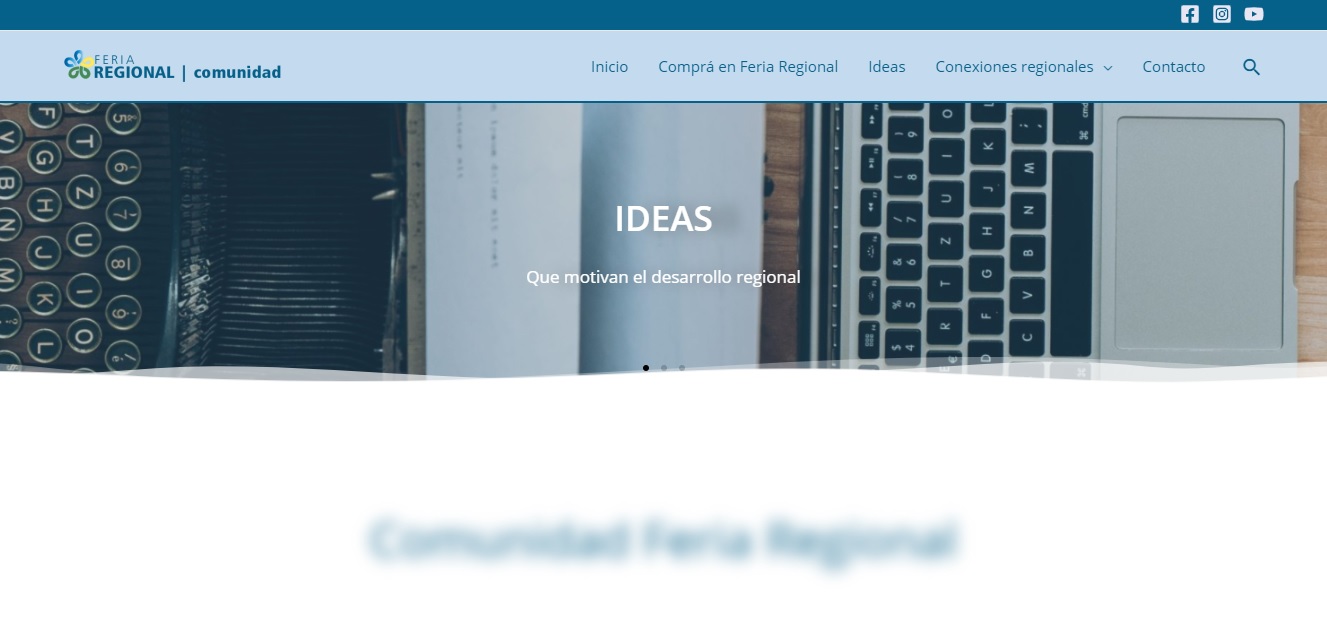 FERIA
REGIONAL | comunidad
Inicio
Comprá en Feria Regional
Ideas
Conexiones regionales
Contacto
IDEAS
Que motivan el desarrollo regional
Comunidad Feria Regional